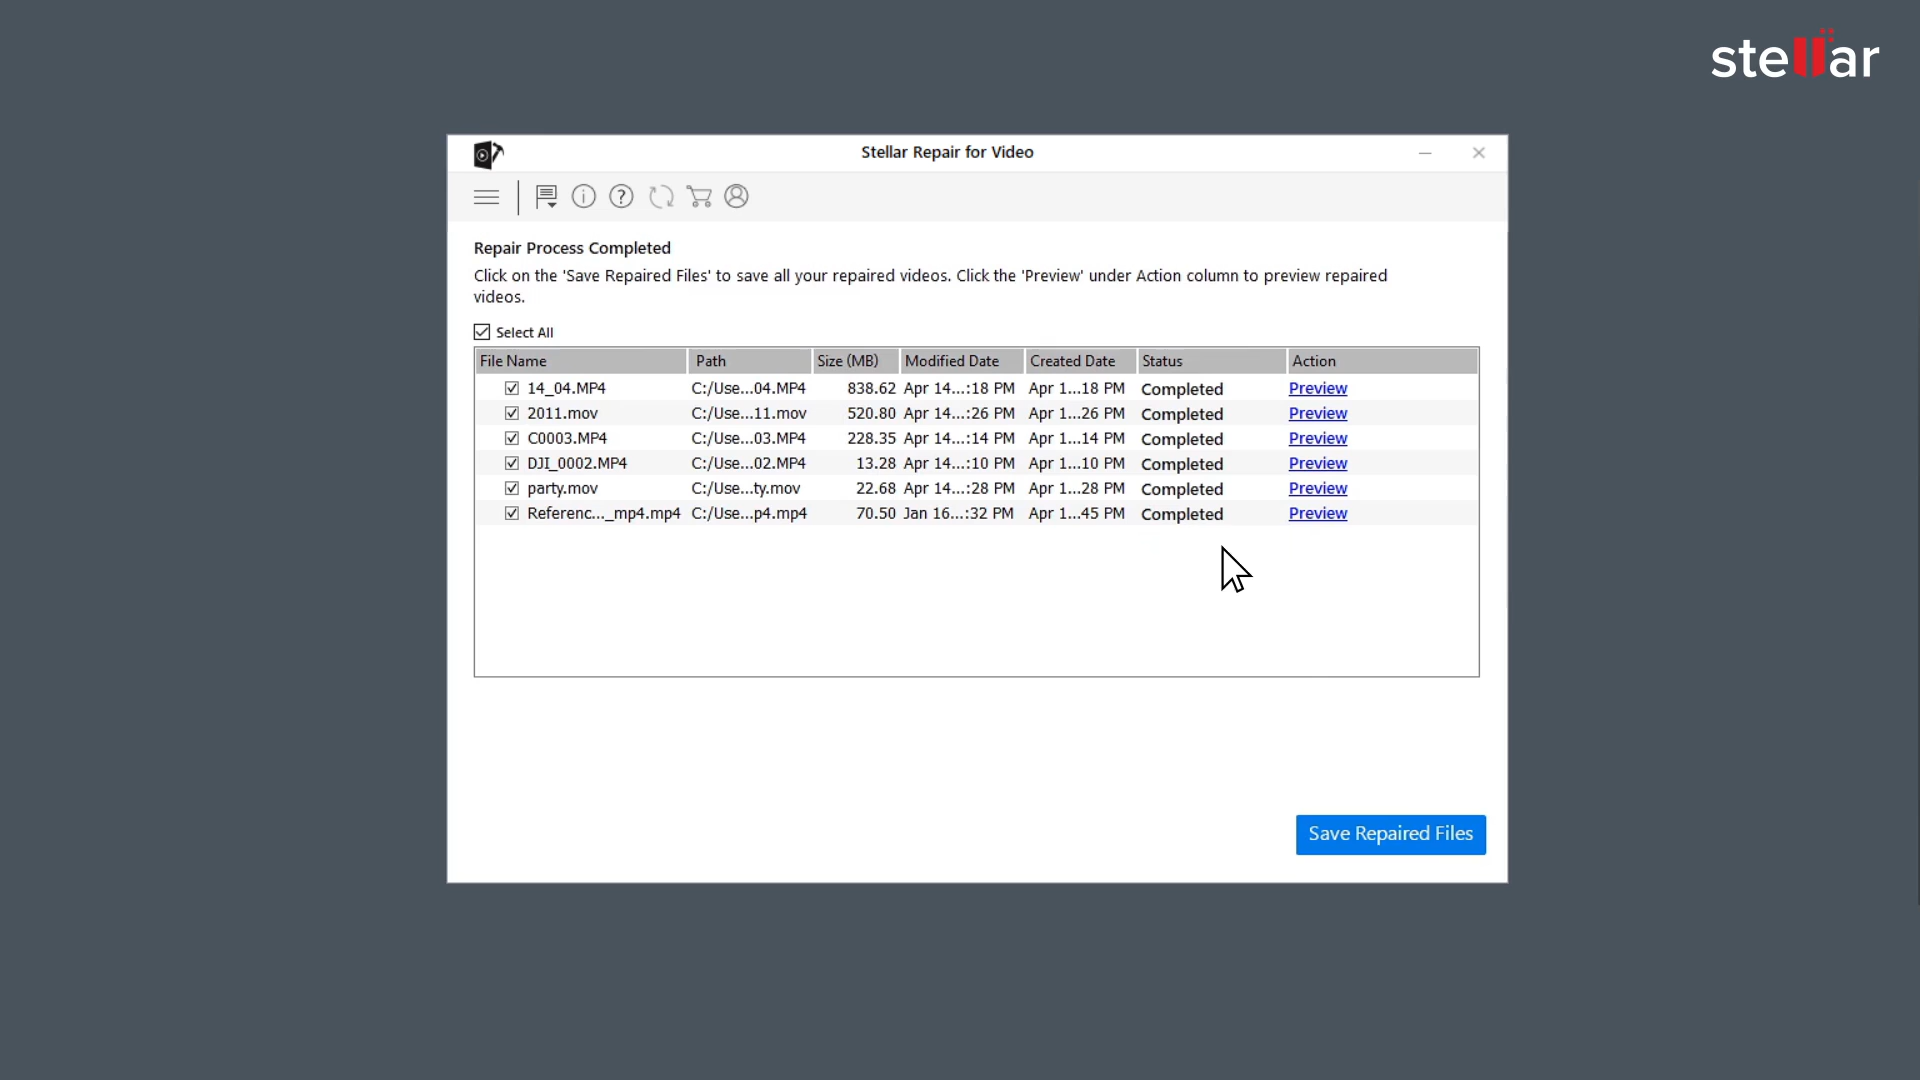 stellar
Stellar Repair for Video
Repair Process Completed
Click on the 'Save Repaired Files' to save all your repaired videos. Click the 'Preview' under Action column to preview repaired
videos.
Select All
File Name Path Size (MB) Modified Date Created Date Status Action
14_04.MP4 C:/Use...04.MP4 838.62 Apr 14...:18 PM Apr 1...18 PM Completed Preview
2011.mov C:/Use...11.mov 520.80 Apr 14...:26 PM Apr 1...26 PM Completed Preview
C0003.MP4 C:/Use...03.MP4 228.35 Apr 14...:14 PM Apr 1...14 PM Completed Preview
DJI_0002.MP4 C:/Use...02.MP4 13.28 Apr 14...:10 PM Apr 1...10 PM Completed Preview
party.mov C:/Use...ty.mov 22.68 Apr 14...:28 PM Apr 1...28 PM Completed Preview
Referenc..._mp4.mp4 C:/Use...p4.mp4 70.50 Jan 16...:32 PM Apr 1...45 PM Completed Preview
Save Repaired Files